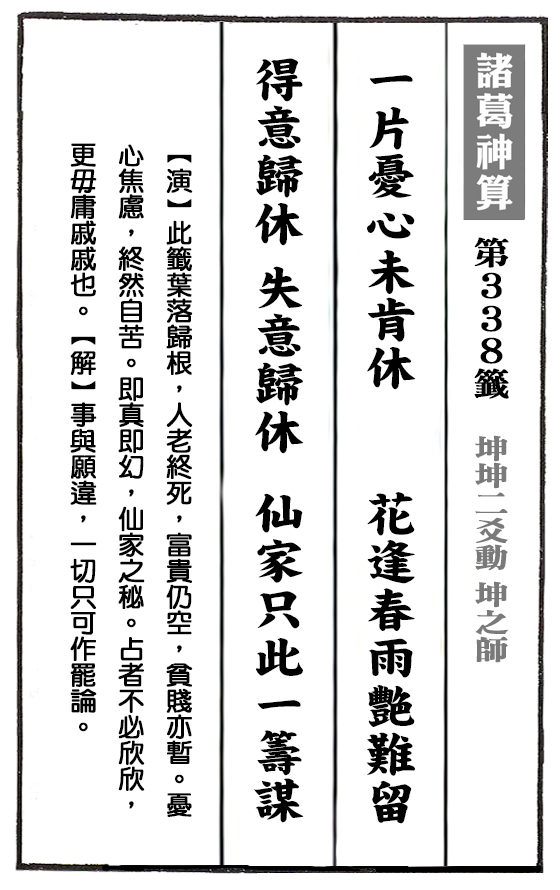 諸葛神算 第338籤 坤坤二爻動 坤之師
一片憂心未肯休 花逢春雨艷難留
得意歸休 失意歸休 仙家只此一籌謀
【演】此籤葉落歸根，人老終死，富貴仍空，貧賤亦暫。憂
心焦慮，終然自苦。即真即幻，仙家之秘。占者不必欣欣，
更毋庸戚戚也。【解】事與願違，一切只可作罷論。